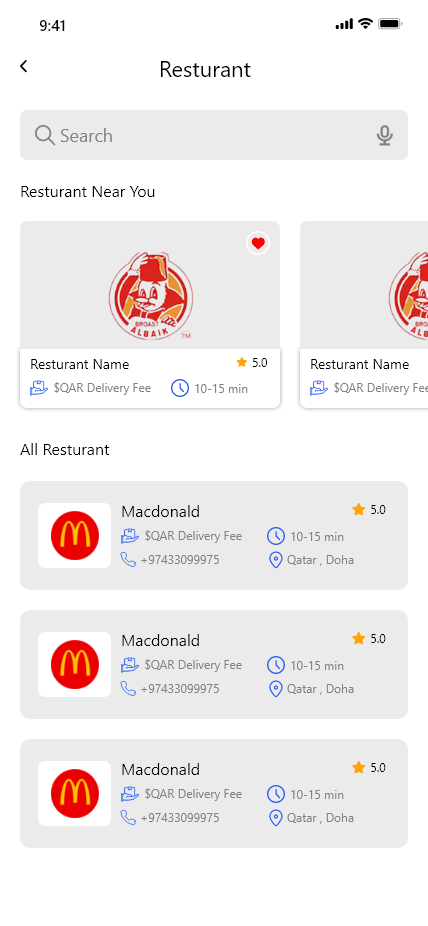 9:41
Resturant
Search
Resturant Near You
BROAST
ALBAIK
TM
Resturant Name 5.0
$QAR Delivery Fee 10-15 min
Resturant Name
$QAR Delivery Fee
All Resturant
Macdonald 5.0
$QAR Delivery Fee 10-15 min
+97433099975 Qatar , Doha
Macdonald 5.0
$QAR Delivery Fee 10-15 min
+97433099975 Qatar , Doha
Macdonald 5.0
$QAR Delivery Fee 10-15 min
+97433099975 Qatar , Doha